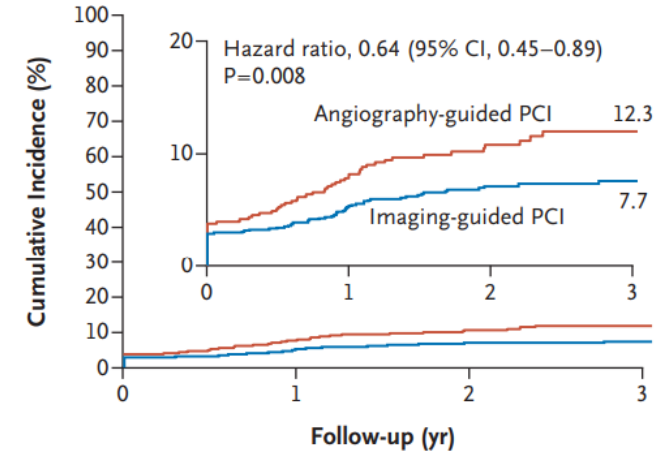 Cumulative Incidence (%)
100
90
80
70
60
50
40
30
20
10
0
20
10
0
Hazard ratio, 0.64 (95% CI, 0.45–0.89)
P=0.008
Angiography-guided PCI 12.3
Imaging-guided PCI 7.7
0 1 2 3
0 1 2 3
Follow-up (yr)